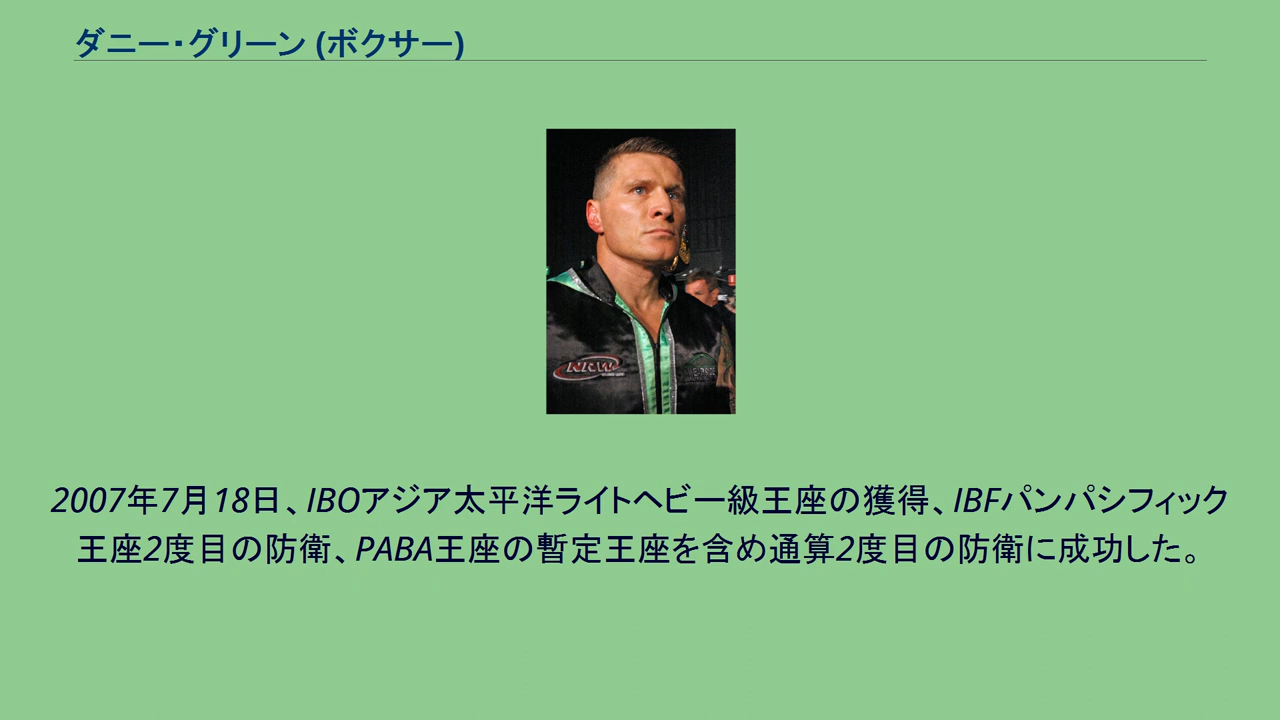 ダニー・グリーン (ボクサー)
NRW
2007年7月18日、IBOアジア太平洋ライトヘビー級王座の獲得、IBFパンパシフィック
王座2度目の防衛、PABA王座の暫定王座を含め通算2度目の防衛に成功した。